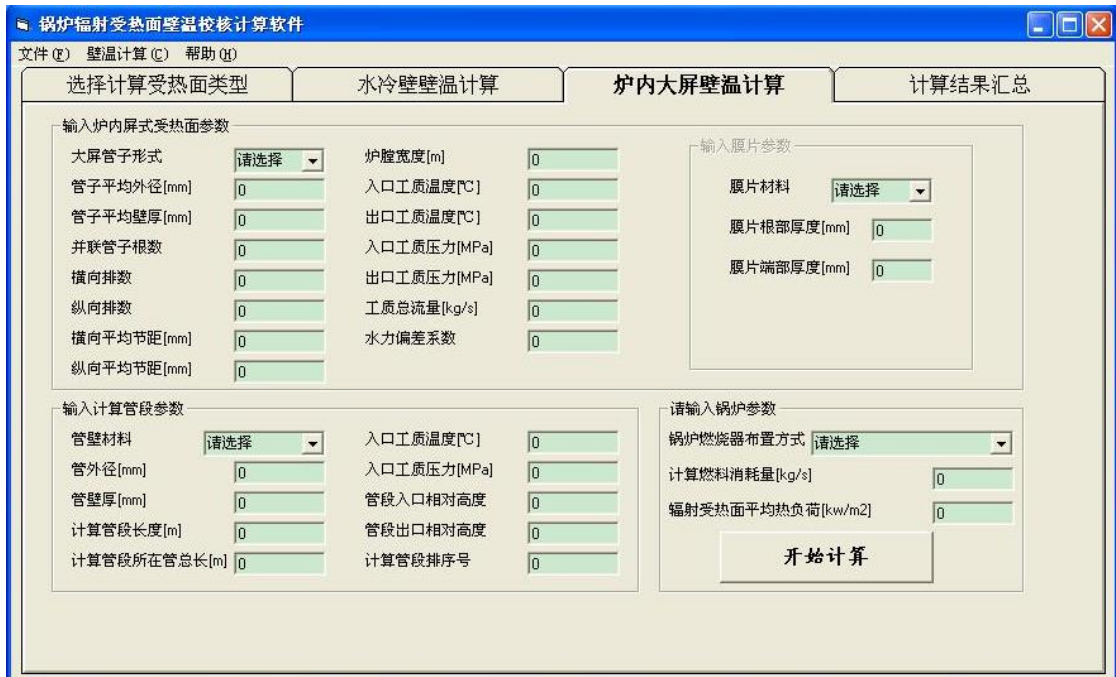 锅炉辐射受热面壁温校核计算软件
文件(F) 壁温计算(C) 帮助(H)
选择计算受热面类型 水冷壁壁温计算 炉内大屏壁温计算 计算结果汇总
输入炉内屏式受热面参数
大屏管子形式 请选择
管子平均外径[mm] 0
管子平均壁厚[mm] 0
并联管子根数 0
横向排数 0
纵向排数 0
横向平均节距[mm] 0
纵向平均节距[mm] 0
炉膛宽度[m] 0
入口工质温度[℃] 0
出口工质温度[℃] 0
入口工质压力[MPa] 0
出口工质压力[MPa] 0
工质总流量[kg/s] 0
水力偏差系数 0
输入膜片参数
膜片材料 请选择
膜片根部厚度[mm] 0
膜片端部厚度[mm] 0
输入计算管段参数
管壁材料 请选择
管外径[mm] 0
管壁厚[mm] 0
计算管段长度[m] 0
计算管段所在管总长[m] 0
入口工质温度[℃] 0
入口工质压力[MPa] 0
管段入口相对高度 0
管段出口相对高度 0
计算管段排序号 0
请输入锅炉参数
锅炉燃烧器布置方式 请选择
计算燃料消耗量[kg/s] 0
辐射受热面平均热负荷[kw/m2] 0
开始计算